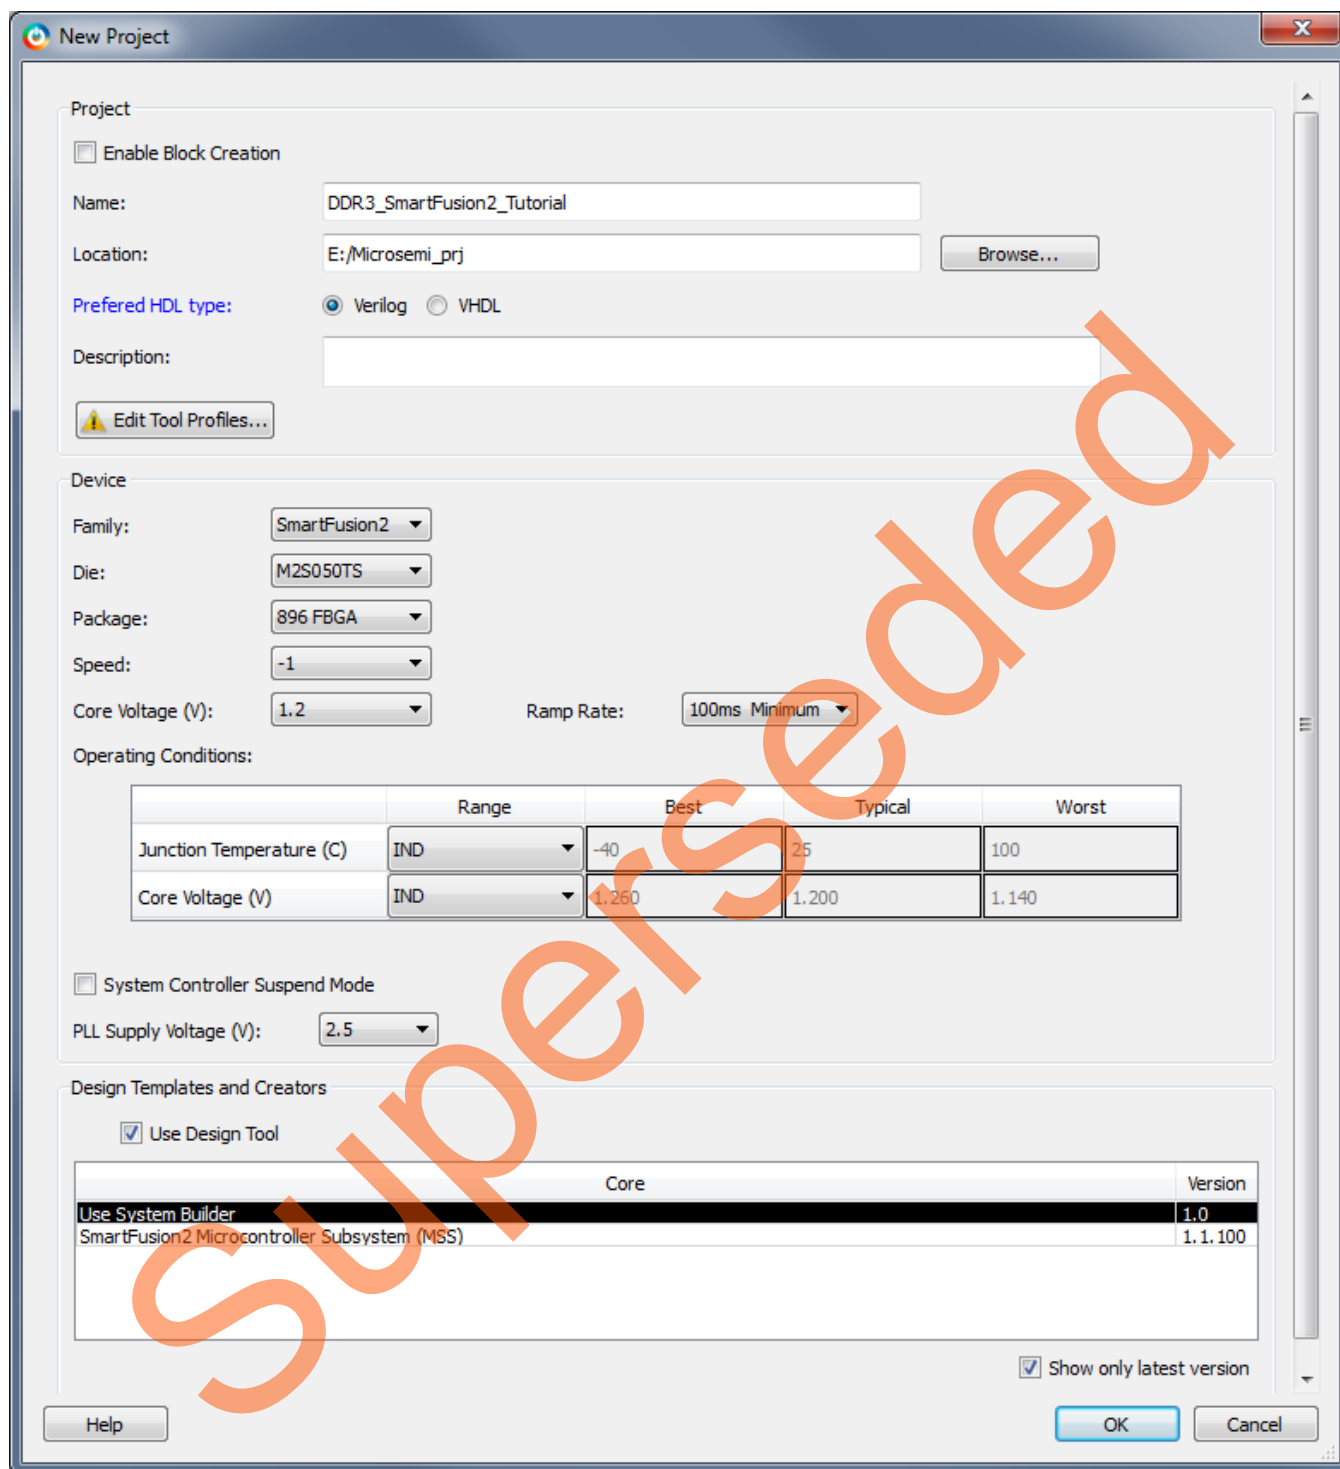 New Project
Project
Enable Block Creation
Name: DDR3_SmartFusion2_Tutorial
Location: E:/Microsemi_prj Browse...
Prefered HDL type: Verilog VHDL
Description:
Edit Tool Profiles...
Device
Family: SmartFusion2
Die: M2S050TS
Package: 896 FBGA
Speed: -1
Core Voltage (V): 1.2 Ramp Rate: 100ms Minimum
Operating Conditions:
Range Best Typical Worst
Junction Temperature (C) IND -40 25 100
Core Voltage (V) IND 1.260 1.200 1.140
System Controller Suspend Mode
PLL Supply Voltage (V): 2.5
Design Templates and Creators
Use Design Tool
Core Version
Use System Builder 1.0
SmartFusion2 Microcontroller Subsystem (MSS) 1.1.100
Show only latest version
Help OK Cancel
Superseded